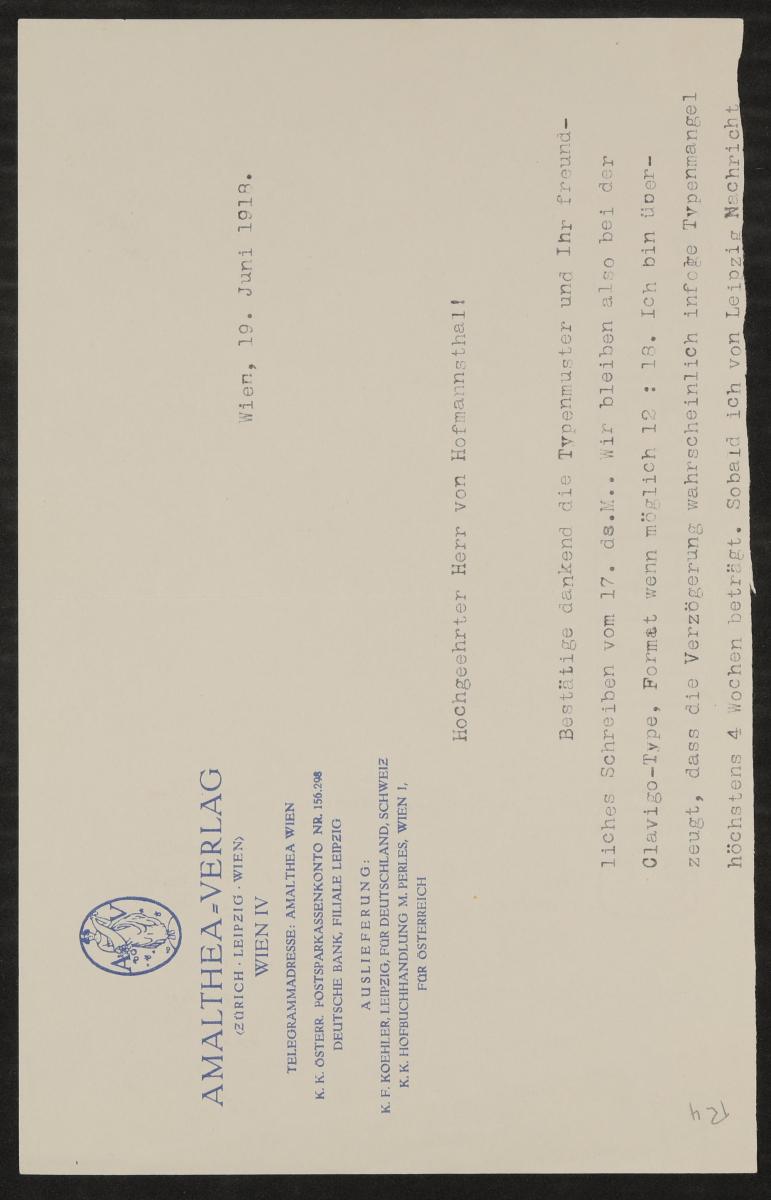 A V
AMALTHEA=VERLAG
(ZÜRICH · LEIPZIG · WIEN)
WIEN IV
TELEGRAMMADRESSE: AMALTHEA WIEN
K. K. ÖSTERR. POSTSPARKASSENKONTO NR. 156.298
DEUTSCHE BANK, FILIALE LEIPZIG
AUSLIEFERUNG:
K. F. KOEHLER, LEIPZIG, FÜR DEUTSCHLAND, SCHWEIZ
K. K. HOFBUCHHANDLUNG M. PERLES, WIEN I,
FÜR ÖSTERREICH
Wien, 19. Juni 1918.
Hochgeehrter Herr von Hofmannsthal!
Bestätige dankend die Typenmuster und Ihr freund-
liches Schreiben vom 17. ds.M.. Wir bleiben also bei der
Clavigo-Type, Format wenn möglich 12 : 18. Ich bin über-
zeugt, dass die Verzögerung wahrscheinlich infoge Typenmangel
höchstens 4 Wochen beträgt. Sobald ich von Leipzig Nachricht
124